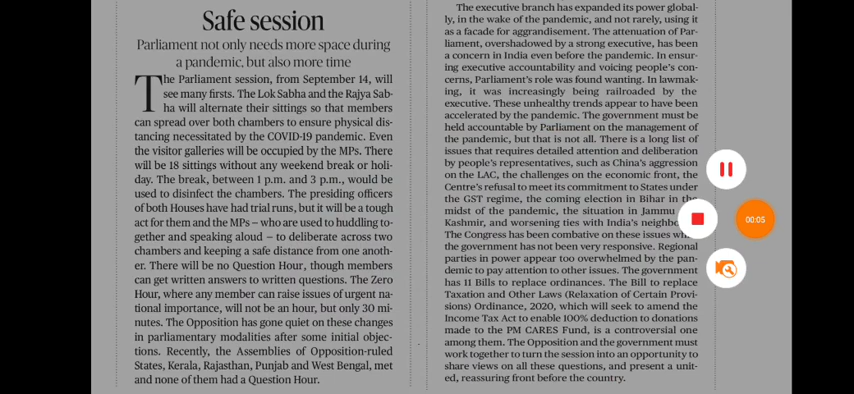 Safe session
Parliament not only needs more space during
a pandemic, but also more time
The Parliament session, from September 14, will
see many firsts. The Lok Sabha and the Rajya Sab-
ha will alternate their sittings so that members
can spread over both chambers to ensure physical dis-
tancing necessitated by the COVID-19 pandemic. Even
the visitor galleries will be occupied by the MPs. There
will be 18 sittings without any weekend break or holi-
day. The break, between 1 p.m. and 3 p.m., would be
used to disinfect the chambers. The presiding officers
of both Houses have had trial runs, but it will be a tough
act for them and the MPs – who are used to huddling to-
gether and speaking aloud – to deliberate across two
chambers and keeping a safe distance from one anoth-
er. There will be no Question Hour, though members
can get written answers to written questions. The Zero
Hour, where any member can raise issues of urgent na-
tional importance, will not be an hour, but only 30 mi-
nutes. The Opposition has gone quiet on these changes
in parliamentary modalities after some initial objec-
tions. Recently, the Assemblies of Opposition-ruled
States, Kerala, Rajasthan, Punjab and West Bengal, met
and none of them had a Question Hour.
The executive branch has expanded its power global-
ly, in the wake of the pandemic, and not rarely, using it
as a facade for aggrandisement. The attenuation of Par-
liament, overshadowed by a strong executive, has been
a concern in India even before the pandemic. In ensur-
ing executive accountability and voicing people's con-
cerns, Parliament's role was found wanting. In lawmak-
ing, it was increasingly being railroaded by the
executive. These unhealthy trends appear to have been
accelerated by the pandemic. The government must be
held accountable by Parliament on the management of
the pandemic, but that is not all. There is a long list of
issues that requires detailed attention and deliberation
by people's representatives, such as China's aggression
on the LAC, the challenges on the economic front, the
Centre's refusal to meet its commitment to States under
the GST regime, the coming election in Bihar in the
midst of the pandemic, the situation in Jammu
Kashmir, and worsening ties with India's
The Congress has been combative on these issues
the government has not been very responsive. Regional
parties in power appear too overwhelmed by the pan-
demic to pay attention to other issues. The government
has 11 Bills to replace ordinances. The Bill to replace
Taxation and Other Laws (Relaxation of Certain Provi-
sions) Ordinance, 2020, which will seek to amend the
Income Tax Act to enable 100% deduction to donations
made to the PM CARES Fund, is a controversial one
among them. The Opposition and the government must
work together to turn the session into an opportunity to
share views on all these questions, and present a unit-
ed, reassuring front before the country.
00:05